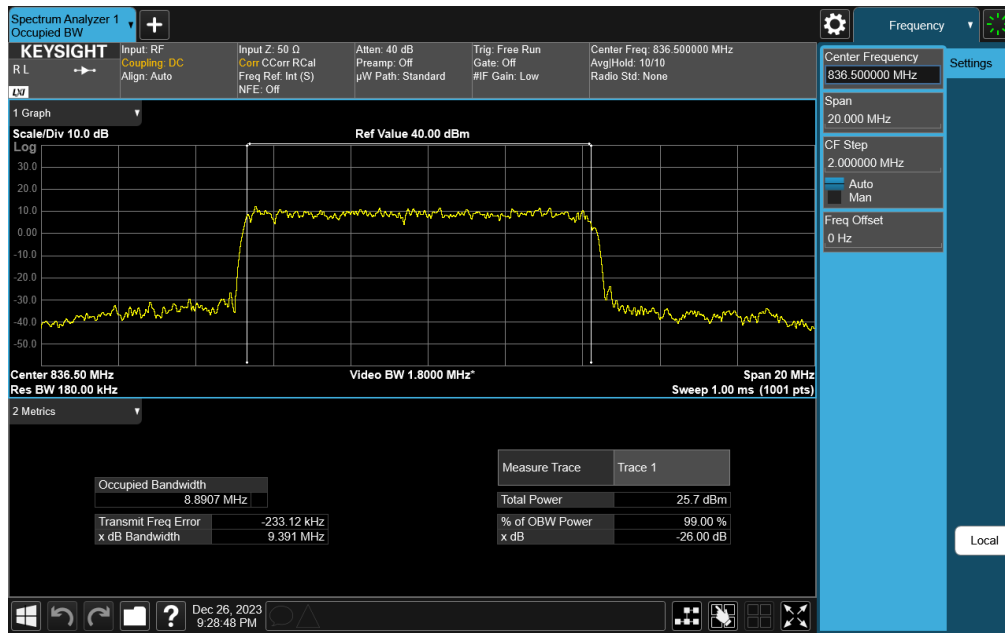 Spectrum Analyzer 1
Occupied BW
Frequency
KEYSIGHT
R L
LXI
Input: RF
Coupling: DC
Align: Auto
Input Z: 50 Ω
Corr CCorr RCal
Freq Ref: Int (S)
NFE: Off
Atten: 40 dB
Preamp: Off
µW Path: Standard
Trig: Free Run
Gate: Off
#IF Gain: Low
Center Freq: 836.500000 MHz
Avg|Hold: 10/10
Radio Std: None
Center Frequency
836.500000 MHz
Settings
Span
20.000 MHz
CF Step
2.000000 MHz
Auto
Man
Freq Offset
0 Hz
Local
1 Graph
Scale/Div 10.0 dB
Ref Value 40.00 dBm
Log
30.0
20.0
10.0
0.00
-10.0
-20.0
-30.0
-40.0
-50.0
Center 836.50 MHz
Video BW 1.8000 MHz*
Span 20 MHz
Res BW 180.00 kHz
Sweep 1.00 ms (1001 pts)
2 Metrics
Occupied Bandwidth
8.8907 MHz
Transmit Freq Error -233.12 kHz
x dB Bandwidth 9.391 MHz
Measure Trace Trace 1
Total Power 25.7 dBm
% of OBW Power 99.00 %
x dB -26.00 dB
?
Dec 26, 2023
9:28:48 PM